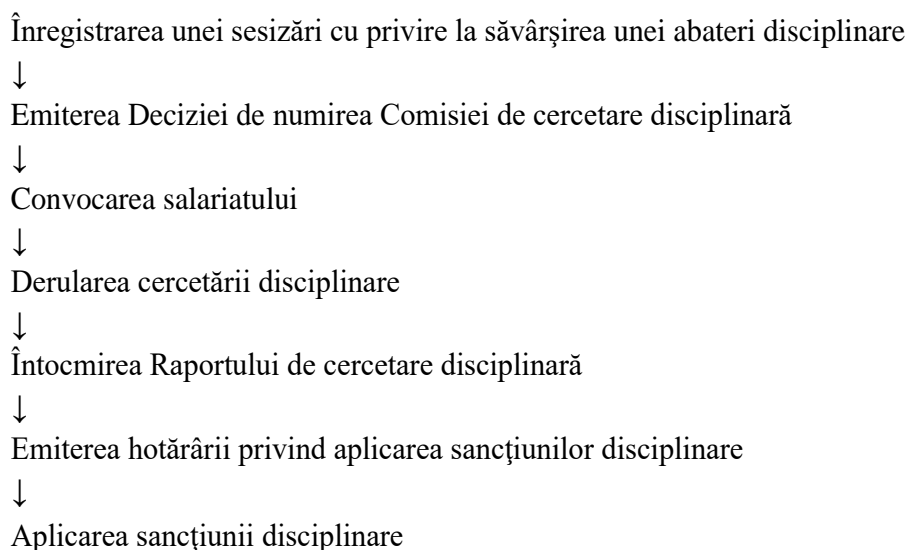 Înregistrarea unei sesizări cu privire la săvârşirea unei abateri disciplinare
↓
Emiterea Deciziei de numirea Comisiei de cercetare disciplinară
↓
Convocarea salariatului
↓
Derularea cercetării disciplinare
↓
Întocmirea Raportului de cercetare disciplinară
↓
Emiterea hotărârii privind aplicarea sancţiunilor disciplinare
↓
Aplicarea sancţiunii disciplinare